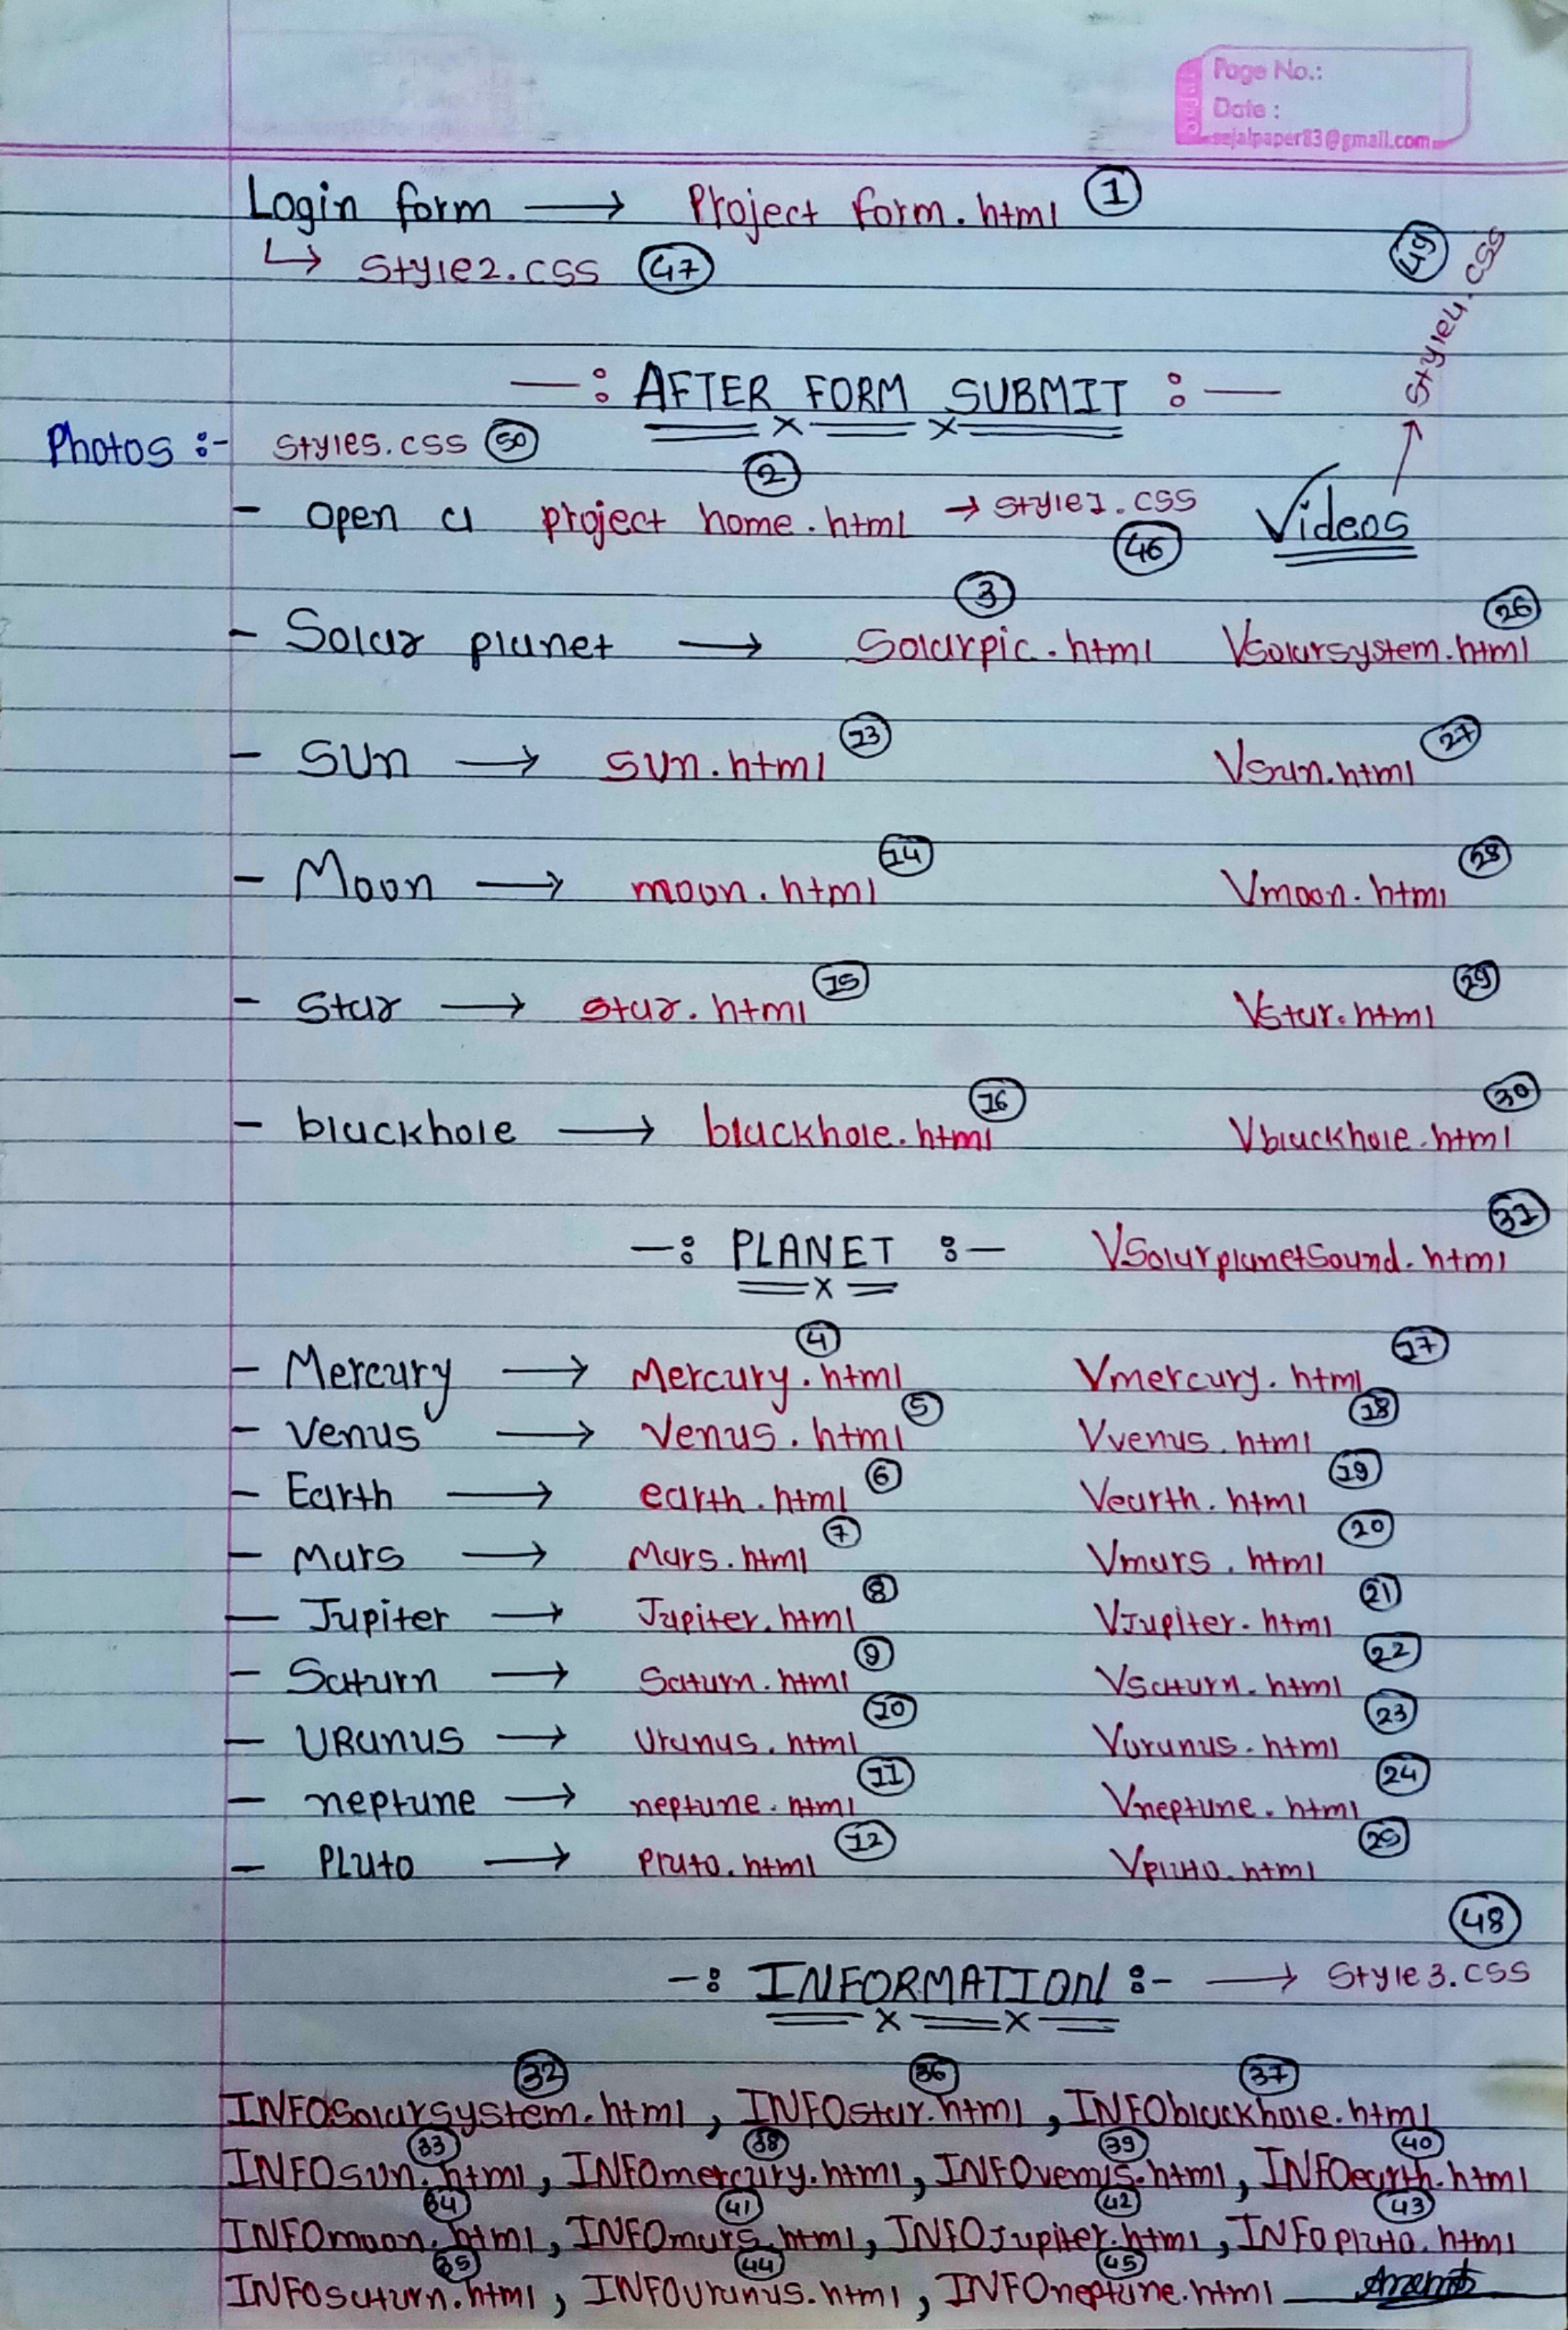 Page No.:
Date :
sejalpaper83@gmail.com
Login form → Project form.html ①
↳ style2.css ㊼
㊾
style4.css
—: AFTER FORM SUBMIT :—
Photos :- style5.css ㊿
②
- open a project home.html → style1.css Videos
㊻
③ ㉖
- Solar planet → Solarpic.html Vsolarsystem.html
- Sun → sun.html ⑬ Vsun.html ㉗
- Moon → moon.html ⑭ Vmoon.html ㉘
- Star → star.html ⑮ Vstar.html ㉙
- blackhole → blackhole.html ⑯ Vblackhole.html ㉚
—: PLANET :— VSolarplanetSound.html ㉛
- Mercury → Mercury.html ④ Vmercury.html ⑰
- Venus → Venus.html ⑤ Vvenus.html ⑱
- Earth → earth.html ⑥ Vearth.html ⑲
- Mars → Mars.html ⑦ Vmars.html ⑳
- Jupiter → Jupiter.html ⑧ VJupiter.html ㉑
- Saturn → Saturn.html ⑨ Vsaturn.html ㉒
- URanus → Uranus.html ⑩ Vuranus.html ㉓
- neptune → neptune.html ⑪ Vneptune.html ㉔
- PLuto → Pluto.html ⑫ Vpluto.html ㉕
㊽
—: INFORMATION :- → Style3.css
㉜ ㊱ ㊲
INFOSolarsystem.html, INFOstar.html, INFOblackhole.html
㉝ ㊳ ㊴ ㊵
INFOsun.html, INFOmercury.html, INFOvenus.html, INFOearth.html
㉞ ㊶ ㊷ ㊸
INFOmoon.html, INFOmars.html, INFOJupiter.html, INFOpluto.html
㉟ ㊹ ㊺
INFOsaturn.html, INFOuranus.html, INFOneptune.html